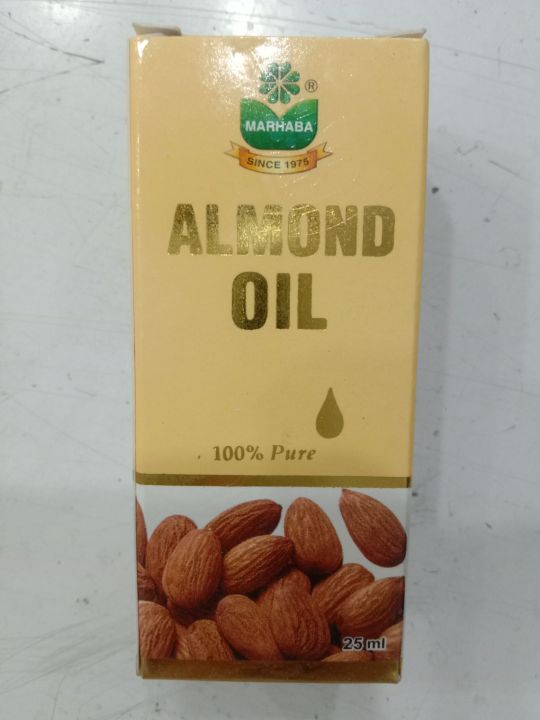 ®
MARHABA
SINCE 1975
ALMOND
OIL
100% Pure
25 ml